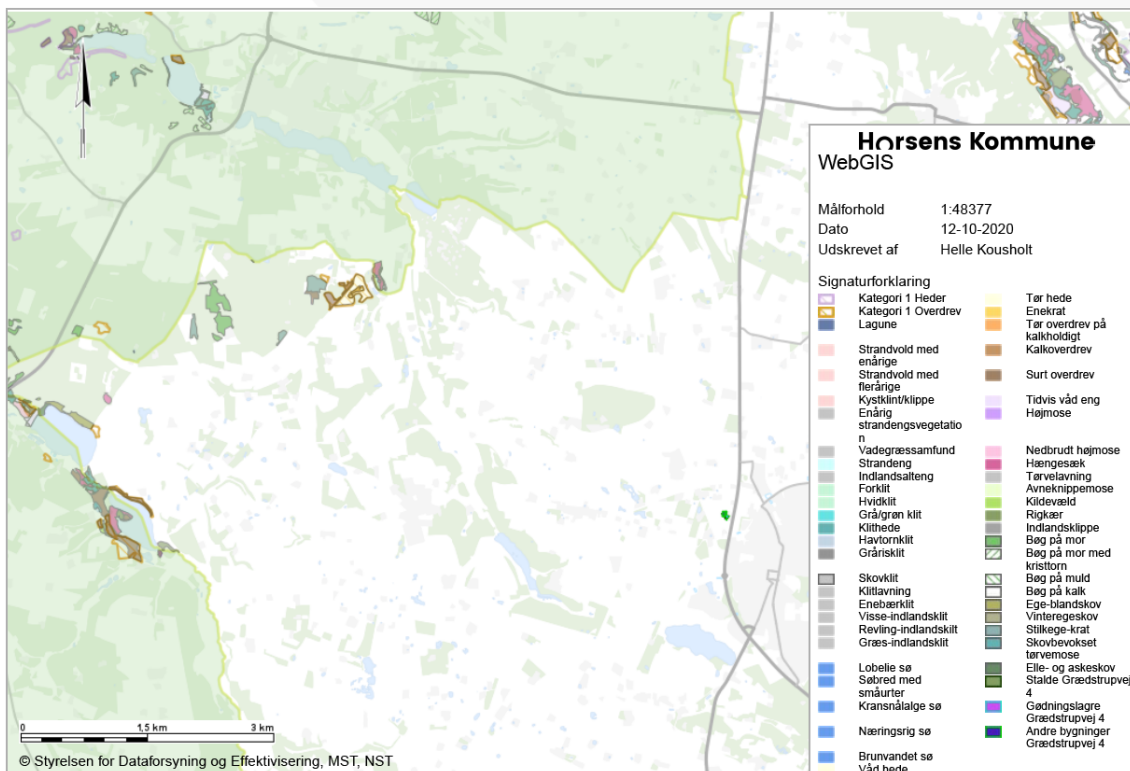 Horsens Kommune
WebGIS
Målforhold 1:48377
Dato 12-10-2020
Udskrevet af Helle Kousholt
Signaturforklaring
Kategori 1 Heder
Kategori 1 Overdrev
Lagune
Strandvold med
enårige
Strandvold med
flerårige
Kystklint/klippe
Enårig
strandengsvegetatio
n
Vadegræssamfund
Strandeng
Indlandsalteng
Forklit
Hvidklit
Grå/grøn klit
Klithede
Havtornklit
Grårisklit
Skovklit
Klitlavning
Enebærklit
Visse-indlandsklit
Revling-indlandskilt
Græs-indlandsklit
Lobelie sø
Søbred med
småurter
Kransnålalge sø
Næringsrig sø
Brunvandet sø
Våd hede
Tør hede
Enekrat
Tør overdrev på
kalkholdigt
Kalkoverdrev
Surt overdrev
Tidvis våd eng
Højmose
Nedbrudt højmose
Hængesæk
Tørvelavning
Avneknippemose
Kildevæld
Rigkær
Indlandsklippe
Bøg på mor
Bøg på mor med
kristtorn
Bøg på muld
Bøg på kalk
Ege-blandskov
Vinteregeskov
Stilkege-krat
Skovbevokset
tørvemose
Elle- og askeskov
Stalde Grædstrupvej
4
Gødningslagre
Grædstrupvej 4
Andre bygninger
Grædstrupvej 4
0 1,5 km 3 km
© Styrelsen for Dataforsyning og Effektivisering, MST, NST